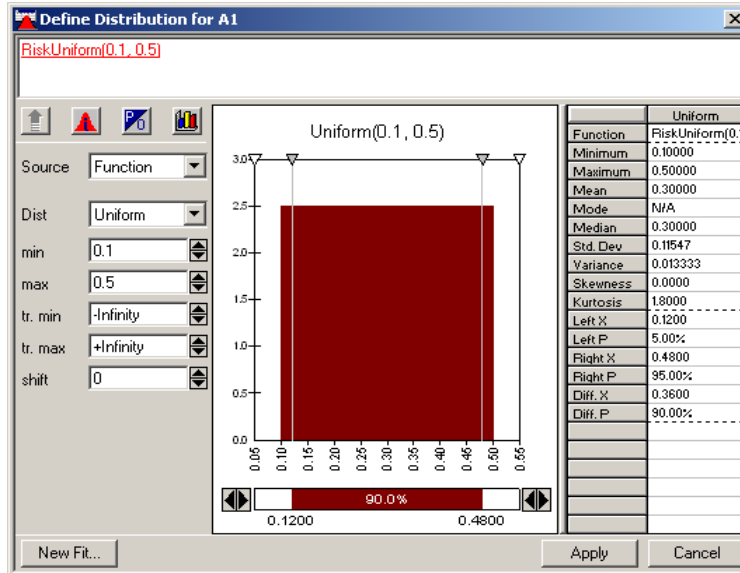 Define Distribution for A1
RiskUniform(0.1, 0.5)
Source Function
Dist Uniform
min 0.1
max 0.5
tr. min -Infinity
tr. max +Infinity
shift 0
Uniform(0.1, 0.5)
3.0
2.5
2.0
1.5
1.0
0.5
0.0
0.05 0.10 0.15 0.20 0.25 0.30 0.35 0.40 0.45 0.50 0.55
90.0%
0.1200 0.4800
Uniform
Function RiskUniform(0.
Minimum 0.10000
Maximum 0.50000
Mean 0.30000
Mode N/A
Median 0.30000
Std. Dev 0.11547
Variance 0.013333
Skewness 0.0000
Kurtosis 1.8000
Left X 0.1200
Left P 5.00%
Right X 0.4800
Right P 95.00%
Diff. X 0.3600
Diff. P 90.00%
New Fit... Apply Cancel